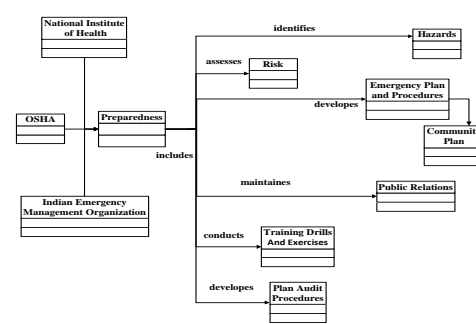 National Institute
of Health
identifies
Hazards
assesses
Risk
Emergency Plan
and Procedures
developes
OSHA
Preparedness
Community
Plan
includes
maintaines
Public Relations
Indian Emergency
Management Organization
conducts
Training Drills
And Exercises
developes
Plan Audit
Procedures